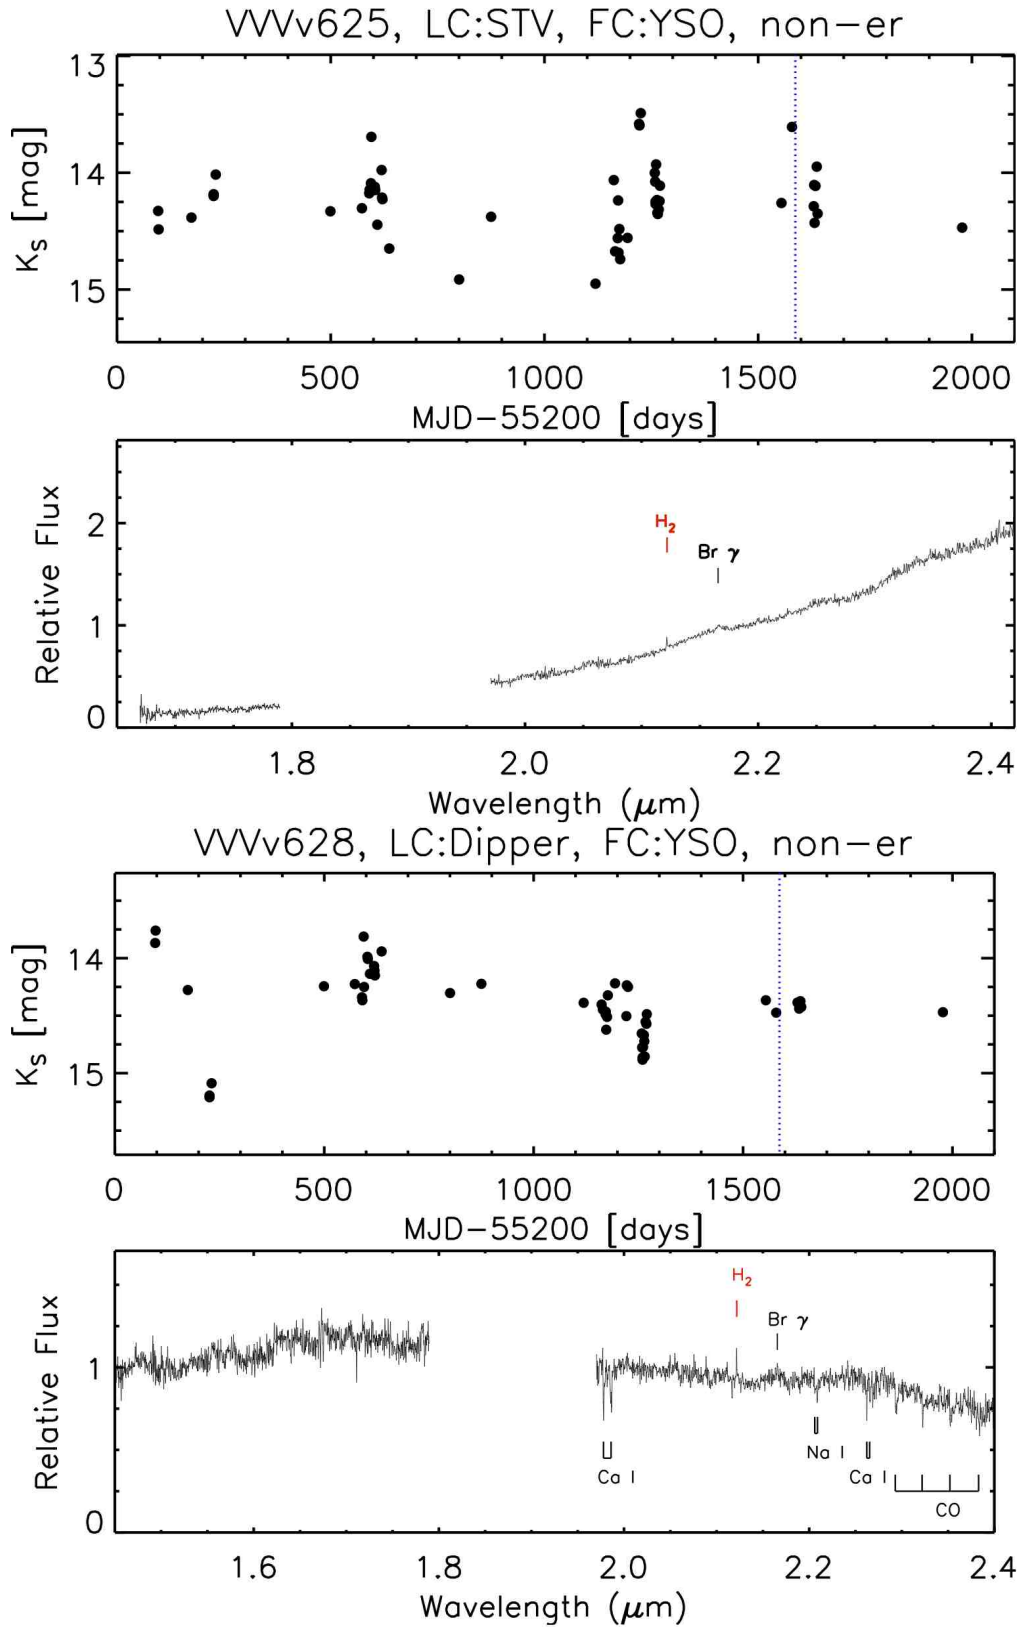 VVVv625, LC:STV, FC:YSO, non-er
13
14
15
K_S [mag]
0 500 1000 1500 2000
MJD-55200 [days]
2
1
0
Relative Flux
H_2
Br γ
1.8 2.0 2.2 2.4
Wavelength (μm)
VVVv628, LC:Dipper, FC:YSO, non-er
14
15
K_S [mag]
0 500 1000 1500 2000
MJD-55200 [days]
1
0
Relative Flux
H_2
Br γ
Na I
Ca I
Ca I
CO
1.6 1.8 2.0 2.2 2.4
Wavelength (μm)